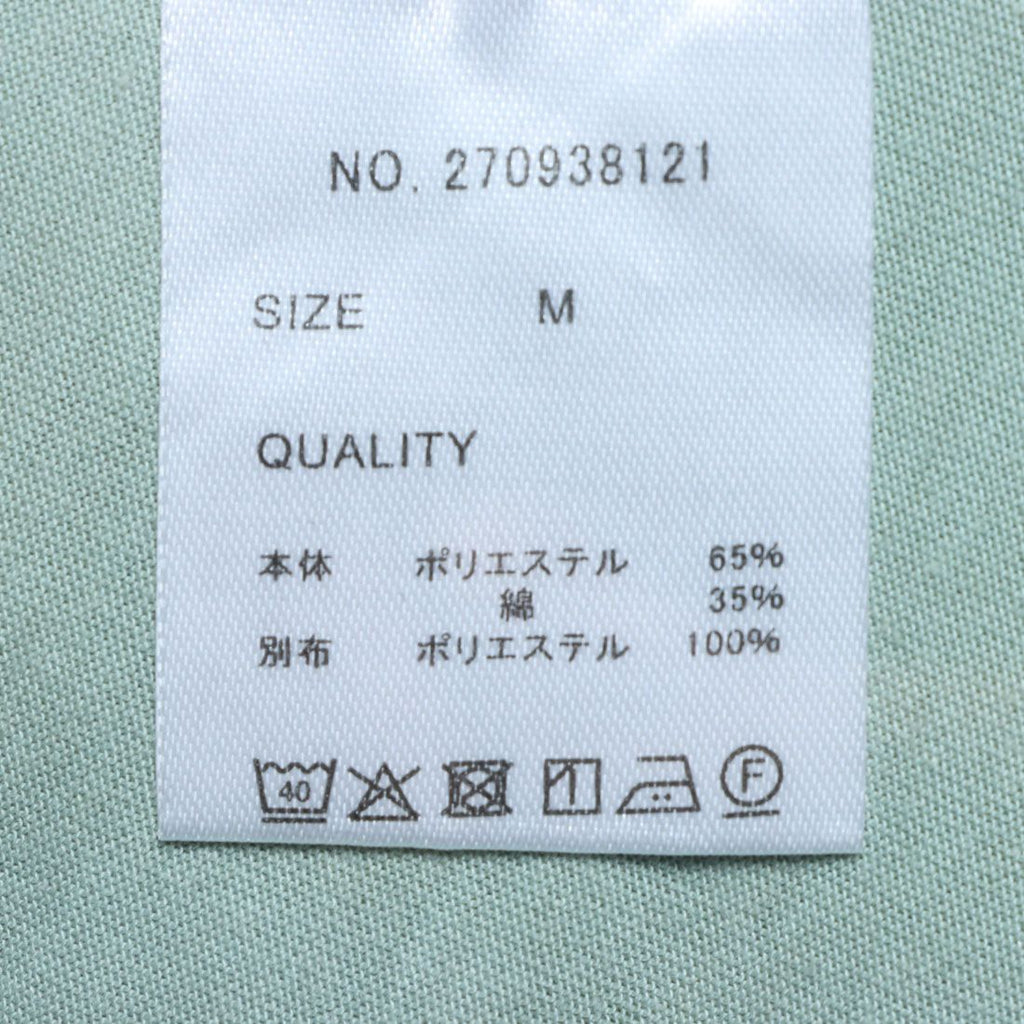 NO. 270938121
SIZE M
QUALITY
本体 ポリエステル 65%
綿 35%
別布 ポリエステル 100%
40 F